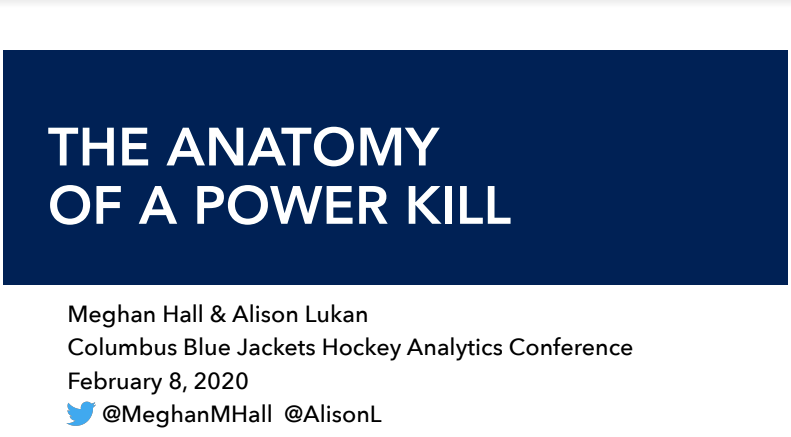 THE ANATOMY
OF A POWER KILL
Meghan Hall & Alison Lukan
Columbus Blue Jackets Hockey Analytics Conference
February 8, 2020
@MeghanMHall @AlisonL